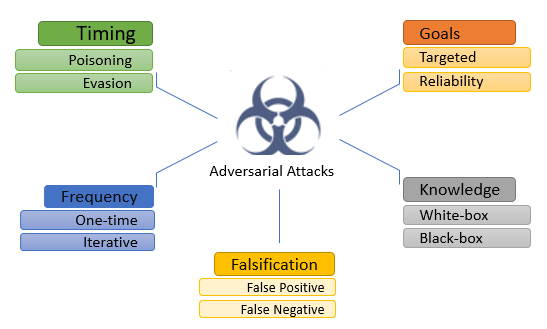 Timing
Poisoning
Evasion
Goals
Targeted
Reliability
Adversarial Attacks
Frequency
One-time
Iterative
Knowledge
White-box
Black-box
Falsification
False Positive
False Negative